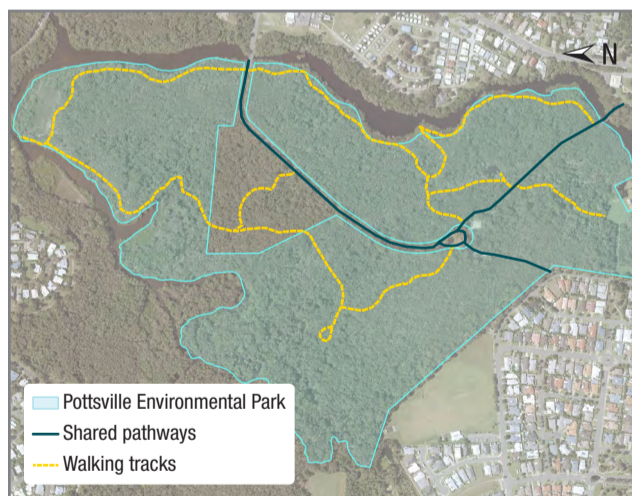 N
Pottsville Environmental Park
Shared pathways
Walking tracks